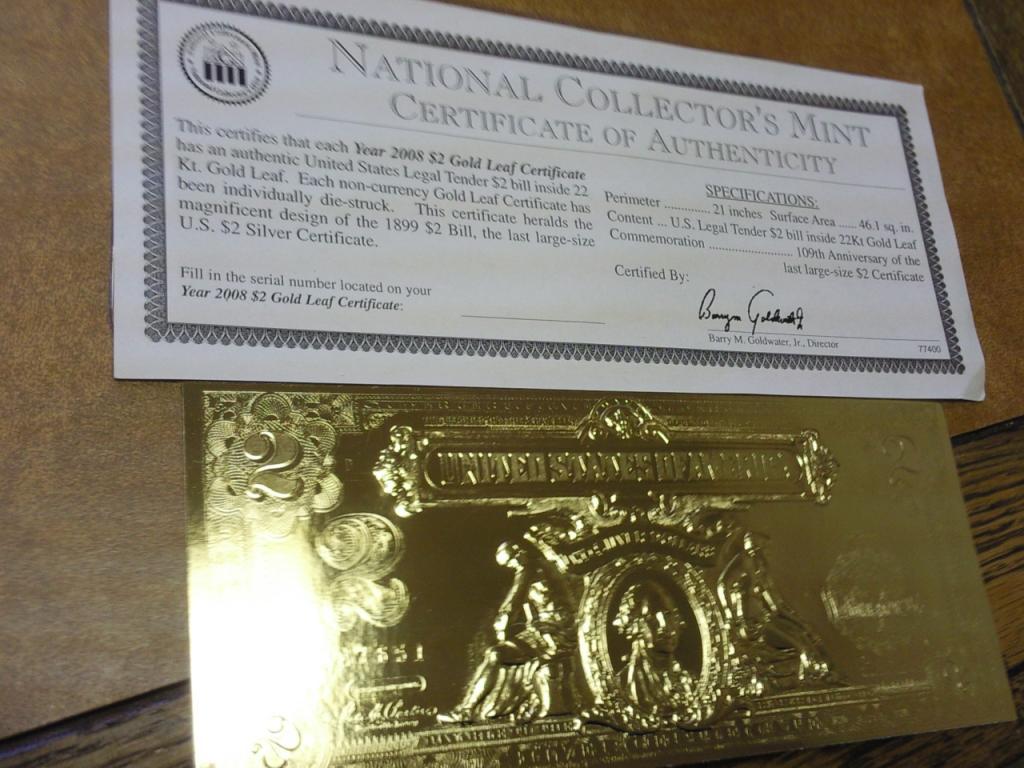 NATIONAL COLLECTOR'S MINT
CERTIFICATE OF AUTHENTICITY
This certifies that each Year 2008 $2 Gold Leaf Certificate
has an authentic United States Legal Tender $2 bill inside 22
Kt. Gold Leaf. Each non-currency Gold Leaf Certificate has
been individually die-struck. This certificate heralds the
magnificent design of the 1899 $2 Bill, the last large-size
U.S. $2 Silver Certificate.
Fill in the serial number located on your
Year 2008 $2 Gold Leaf Certificate:
SPECIFICATIONS:
Perimeter ............. 21 inches Surface Area ...... 46.1 sq. in.
Content ... U.S. Legal Tender $2 bill inside 22Kt Gold Leaf
Commemoration ........................ 109th Anniversary of the
last large-size $2 Certificate
Certified By:
Barry M. Goldwater, Jr., Director
77400
2
2
UNITED STATES OF AMERICA
2
2